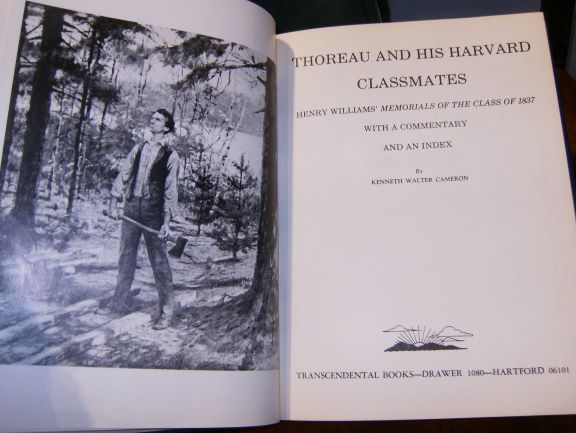 THOREAU AND HIS HARVARD
CLASSMATES
HENRY WILLIAMS' MEMORIALS OF THE CLASS OF 1837
WITH A COMMENTARY
AND AN INDEX
By
KENNETH WALTER CAMERON
TRANSCENDENTAL BOOKS—DRAWER 1080—HARTFORD 06101